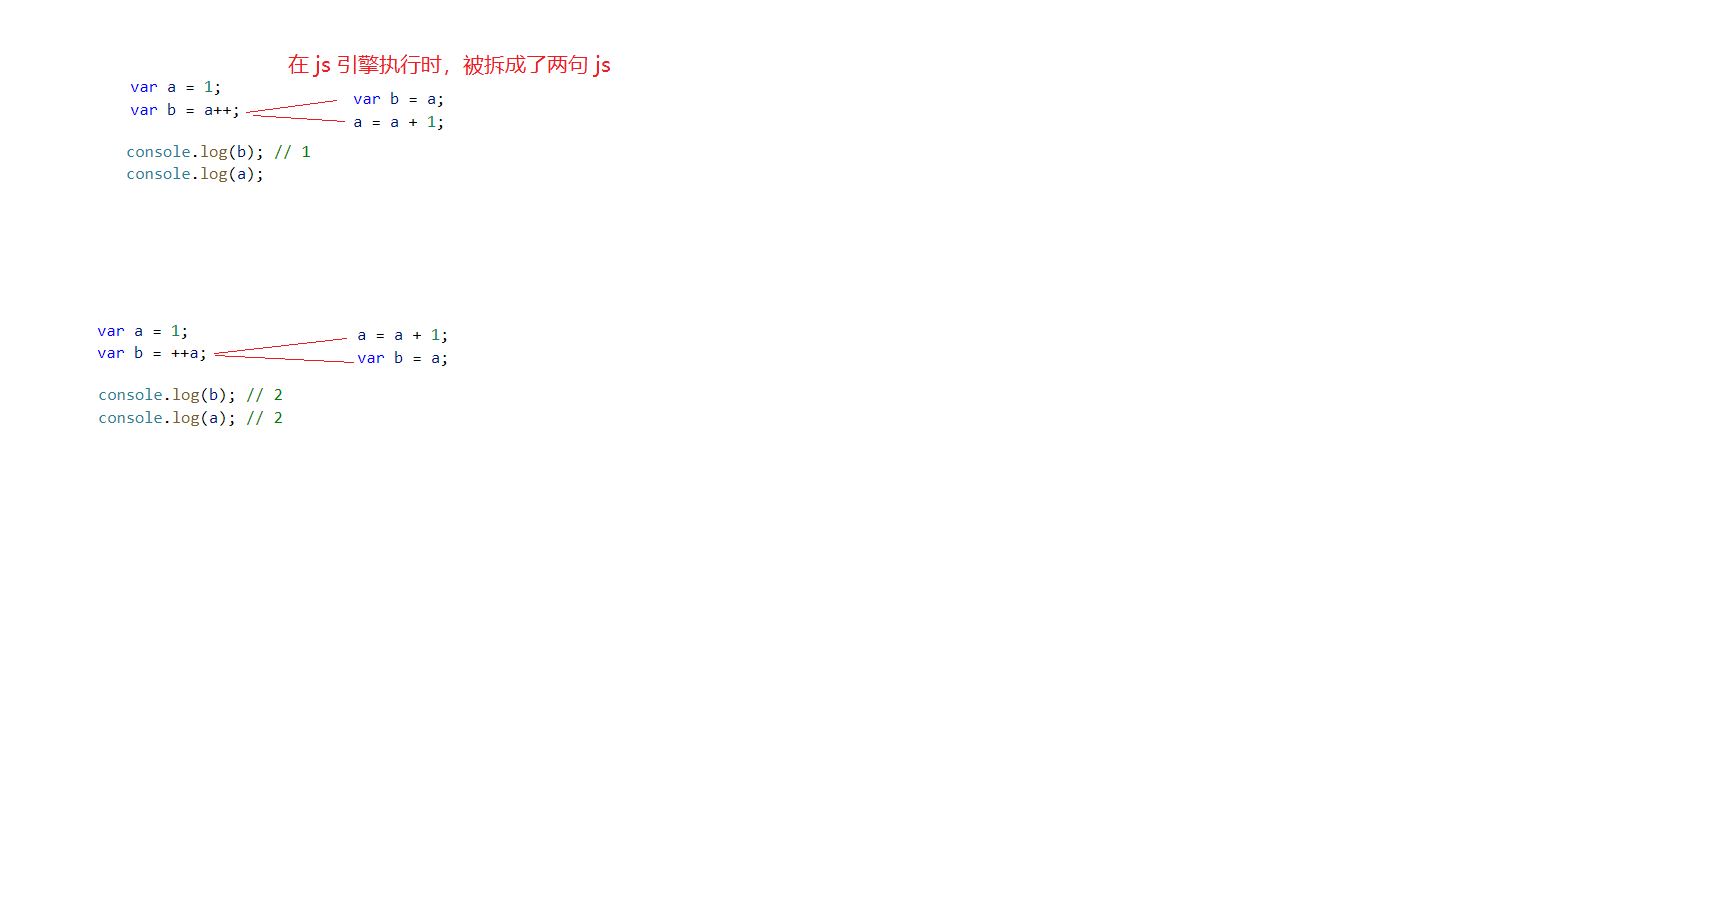 在 js 引擎执行时，被拆成了两句 js
var a = 1;
var b = a++;
var b = a;
a = a + 1;
console.log(b); // 1
console.log(a);
var a = 1;
var b = ++a;
a = a + 1;
var b = a;
console.log(b); // 2
console.log(a); // 2